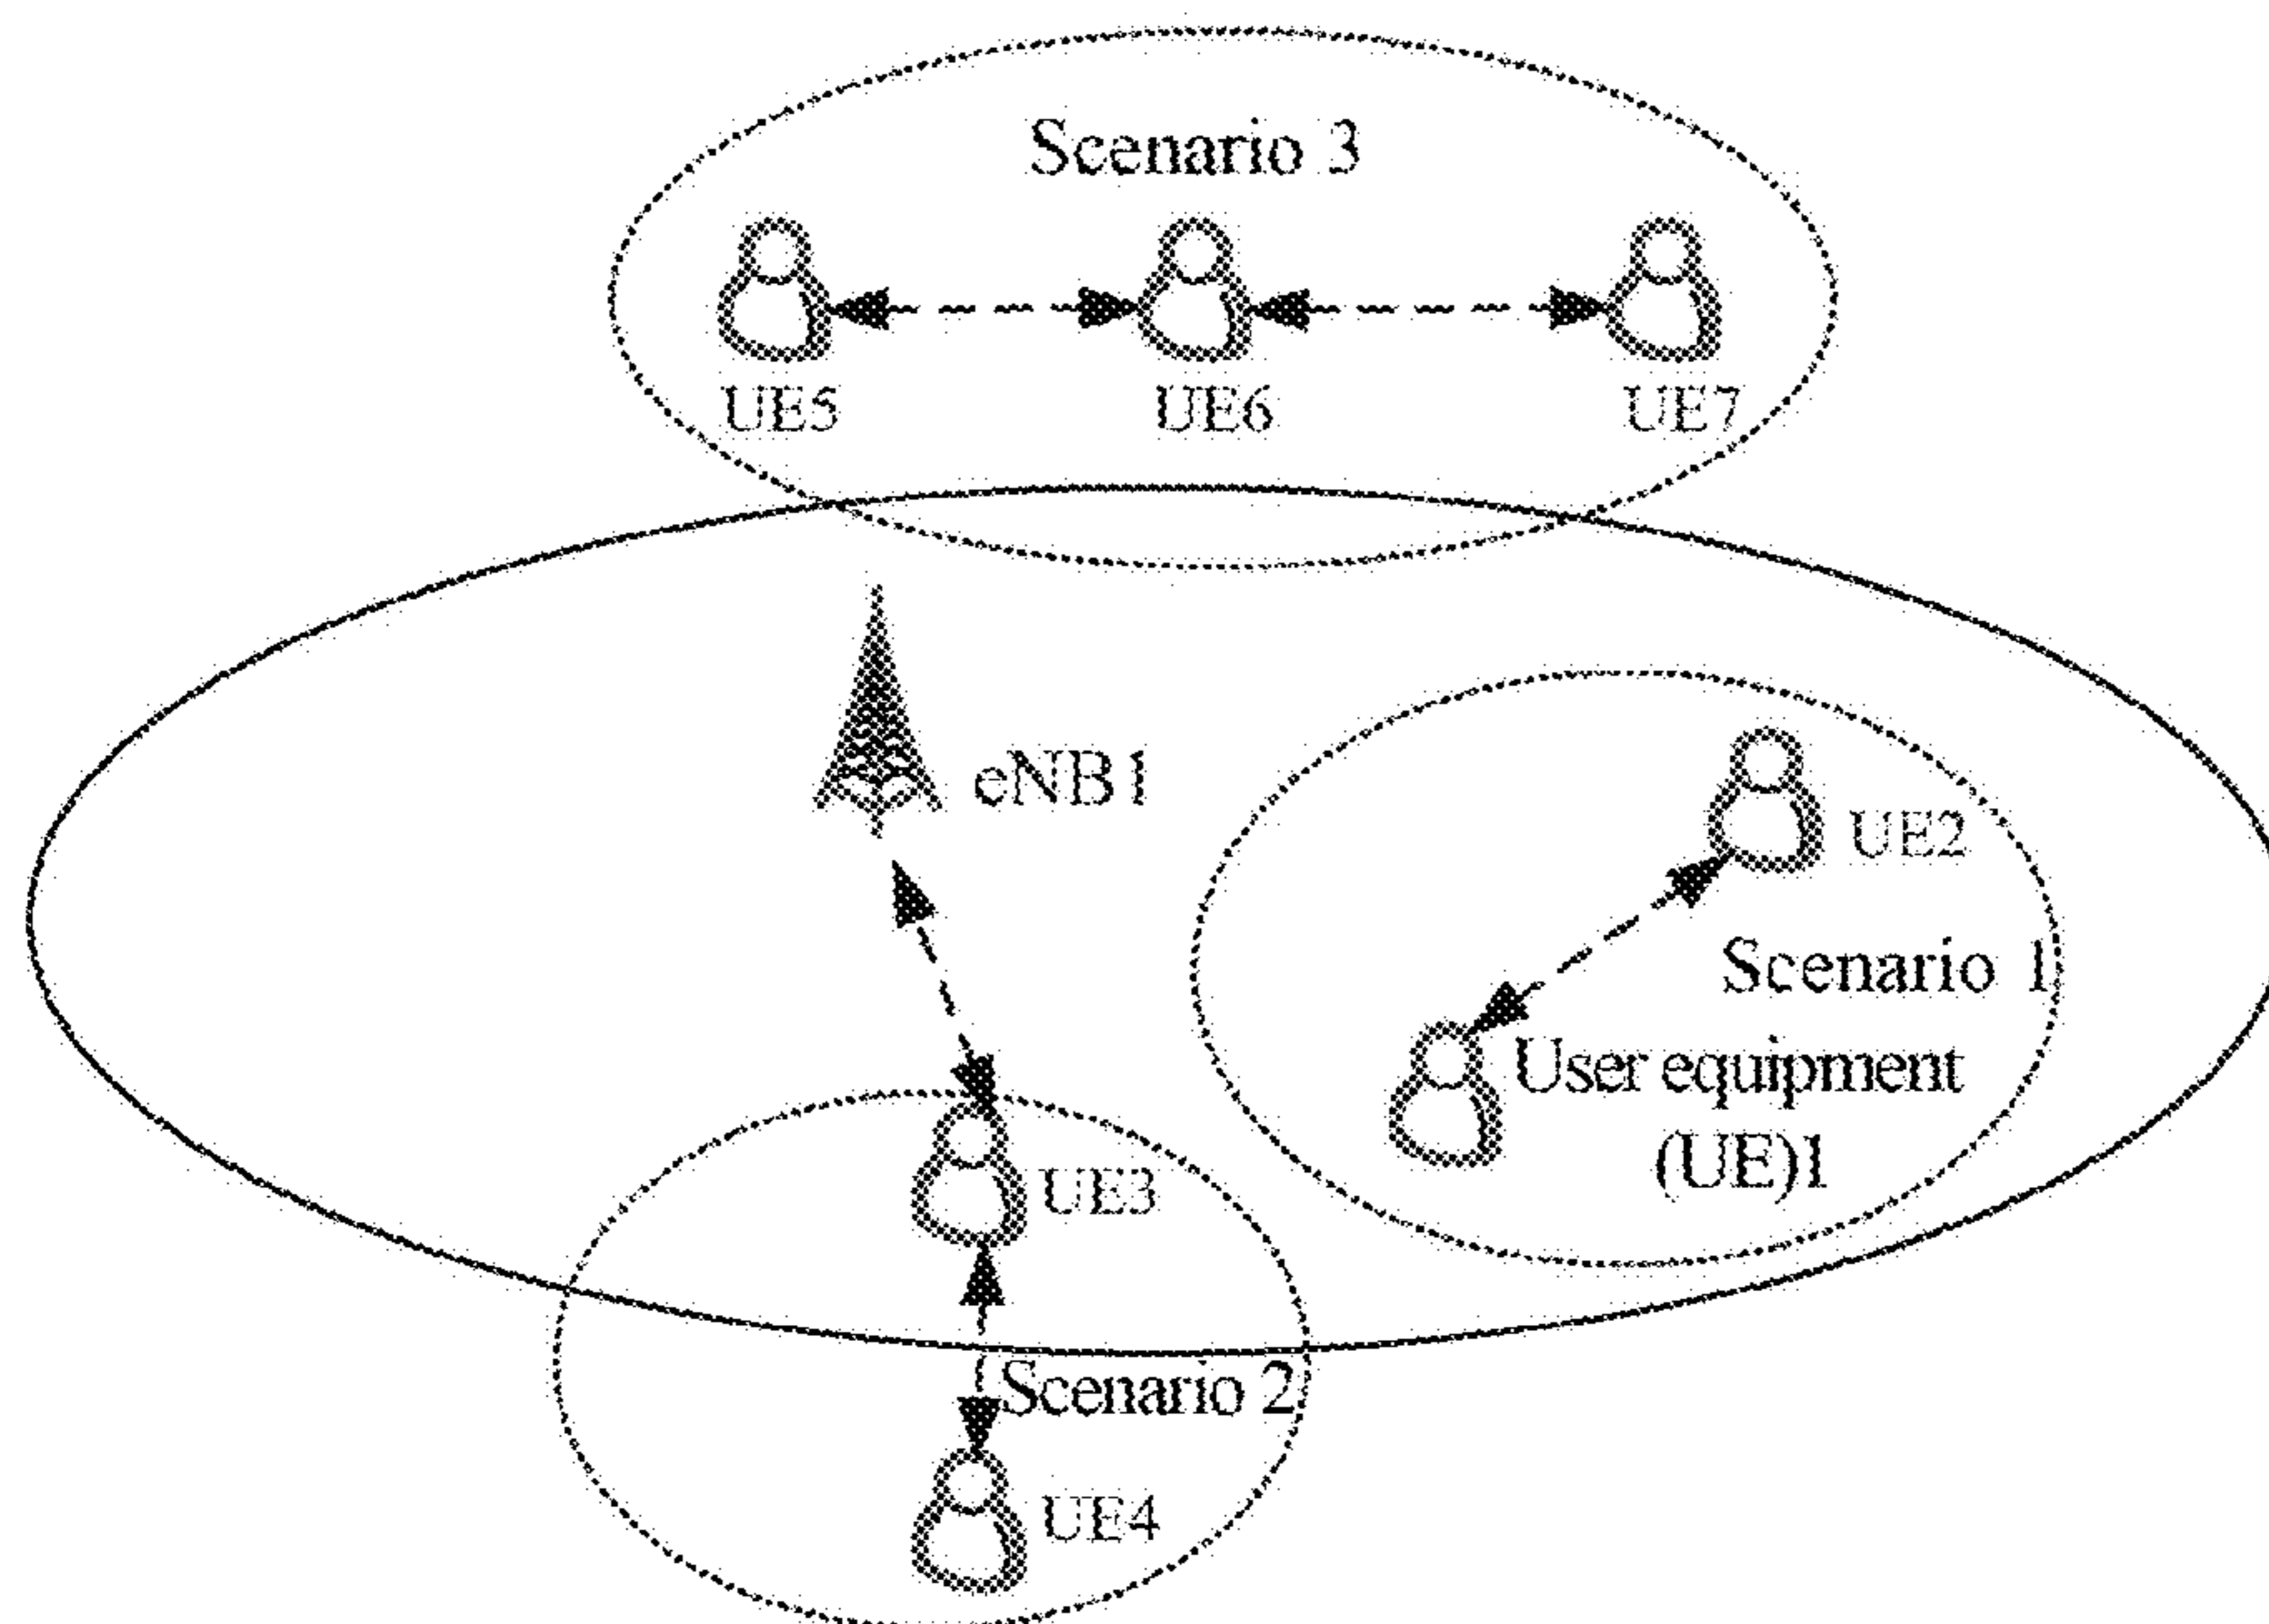 Scenario 3
UE5
UE6
UE7
eNB1
UE2
Scenario 1
User equipment
(UE)1
UE3
Scenario 2
UE4